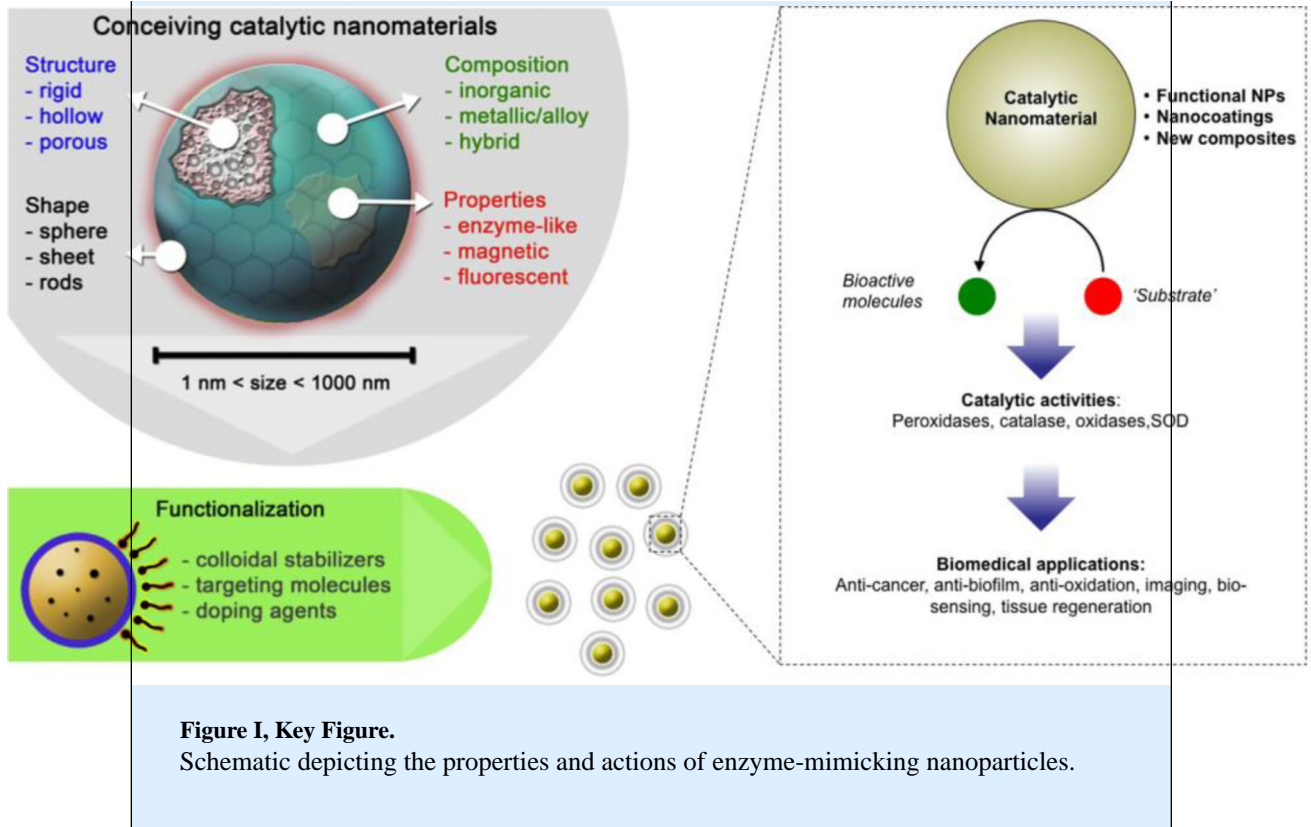 Conceiving catalytic nanomaterials
Structure
- rigid
- hollow
- porous
Composition
- inorganic
- metallic/alloy
- hybrid
Shape
- sphere
- sheet
- rods
Properties
- enzyme-like
- magnetic
- fluorescent
1 nm < size < 1000 nm
Functionalization
- colloidal stabilizers
- targeting molecules
- doping agents
Catalytic
Nanomaterial
• Functional NPs
• Nanocoatings
• New composites
Bioactive
molecules
'Substrate'
Catalytic activities:
Peroxidases, catalase, oxidases,SOD
Biomedical applications:
Anti-cancer, anti-biofilm, anti-oxidation, imaging, bio-
sensing, tissue regeneration
Figure I, Key Figure.
Schematic depicting the properties and actions of enzyme-mimicking nanoparticles.